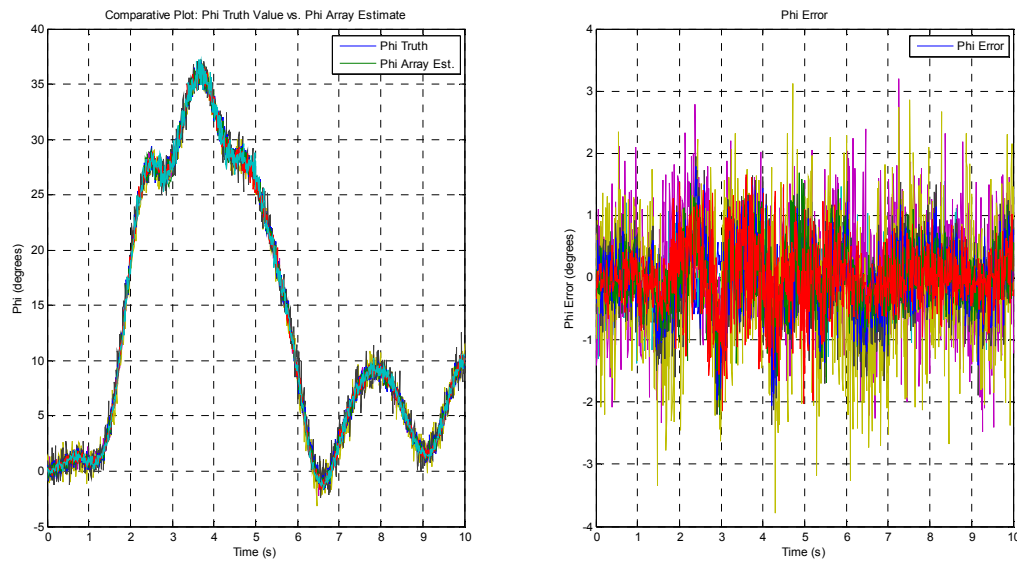 Comparative Plot: Phi Truth Value vs. Phi Array Estimate
40
35
30
25
20
15
10
5
0
-5
Phi (degrees)
Phi Truth
Phi Array Est.
0 1 2 3 4 5 6 7 8 9 10
Time (s)
Phi Error
4
3
2
1
0
-1
-2
-3
-4
Phi Error (degrees)
Phi Error
0 1 2 3 4 5 6 7 8 9 10
Time (s)